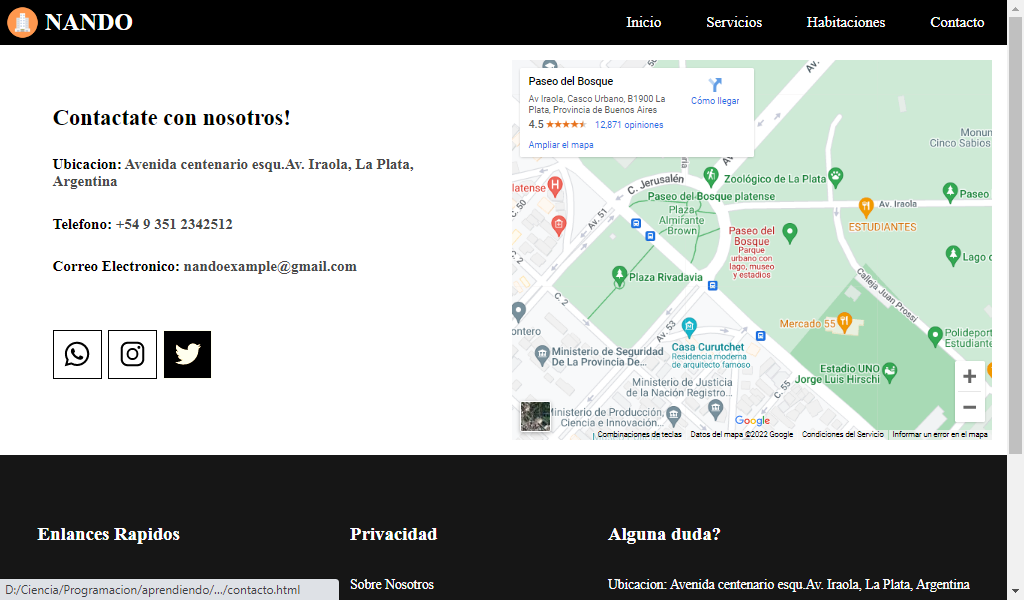 NANDO
Inicio
Servicios
Habitaciones
Contacto
Contactate con nosotros!
Ubicacion: Avenida centenario esqu.Av. Iraola, La Plata,
Argentina
Telefono: +54 9 351 2342512
Correo Electronico: nandoexample@gmail.com
Paseo del Bosque
Av Iraola, Casco Urbano, B1900 La
Plata, Provincia de Buenos Aires
4.5
12,871 opiniones
Ampliar el mapa
Cómo llegar
Av.
Monun
Cinco Sabios
Av
C. Jerusalén
Zoológico de La Plata
Paseo del Bosque platense
Paseo
latense
C. 50
Av. 51
Plaza
Almirante
Brown
Av. Iraola
ESTUDIANTES
Paseo del
Bosque
Parque
urbano con
lago, museo
y estadios
Lago d
C. 2
Plaza Rivadavia
Calleja Juan Prossi
C. 2
ontero
Av. 53
Mercado 55
Polideport
Estudiante
Casa Curutchet
Residencia moderna
de arquitecto famoso
Ministerio de Seguridad
De La Provincia De...
Estadio UNO
Jorge Luis Hirschi
Ministerio de Justicia
de la Nación Registro...
C. 55
Ministerio de Producción,
Ciencia e Innovación...
Google
Combinaciones de teclas
Datos del mapa ©2022 Google
Condiciones del Servicio
Informar un error en el mapa
Enlances Rapidos
Privacidad
Alguna duda?
Sobre Nosotros
Ubicacion: Avenida centenario esqu.Av. Iraola, La Plata, Argentina
D:/Ciencia/Programacion/aprendiendo/.../contacto.html